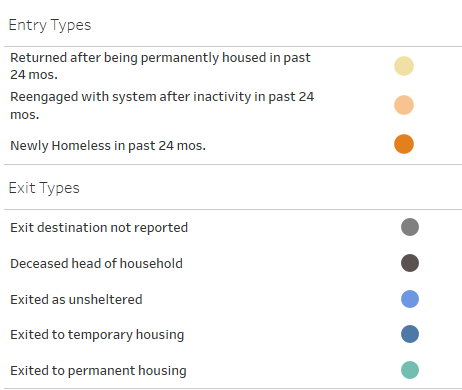 Entry Types
Returned after being permanently housed in past
24 mos.
Reengaged with system after inactivity in past 24
mos.
Newly Homeless in past 24 mos.
Exit Types
Exit destination not reported
Deceased head of household
Exited as unsheltered
Exited to temporary housing
Exited to permanent housing